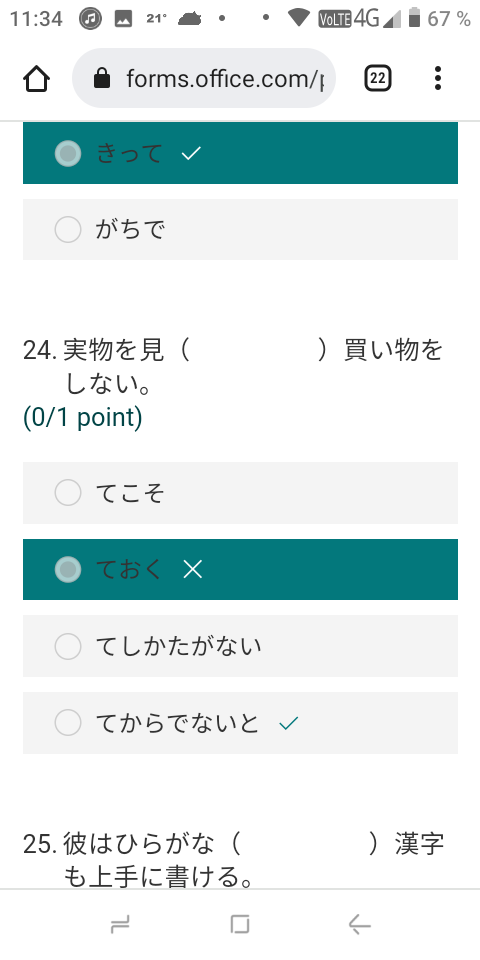 11:34 21° VoLTE 4G 67 %
forms.office.com/p 22
きって
がちで
24. 実物を見（　　　　　）買い物を
しない。
(0/1 point)
てこそ
ておく
てしかたがない
てからでないと
25. 彼はひらがな（　　　　　）漢字
も上手に書ける。